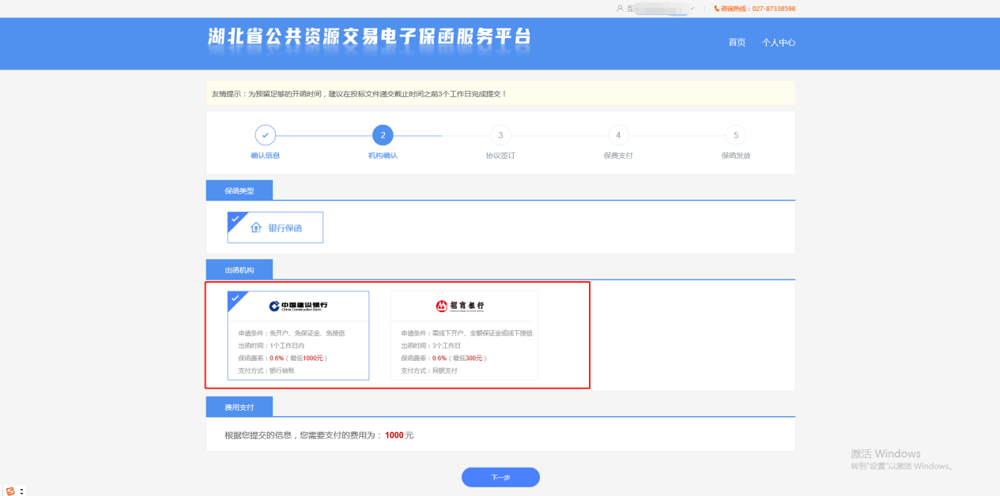 互
咨询热线：027-87338598
湖北省公共资源交易电子保函服务平台
首页 个人中心
友情提示：为预留足够的开函时间，建议在投标文件递交截止时间之前3个工作日完成提交！
2 3 4 5
确认信息 机构确认 协议签订 保费支付 保函发放
保函类型
银行保函
出函机构
中国建设银行
China Construction Bank
申请条件：免开户，免保证金，免授信
出函时间：1个工作日内
保函费率：0.6%（最低1000元）
支付方式：银行转账
招商银行
CHINA MERCHANTS BANK
申请条件：需线下开户，全额保证金或线下授信
出函时间：3个工作日
保函费率：0.6%（最低300元）
支付方式：网银支付
费用支付
根据您提交的信息，您需要支付的费用为：1000 元
下一步
激活 Windows
转到"设置"以激活 Windows。